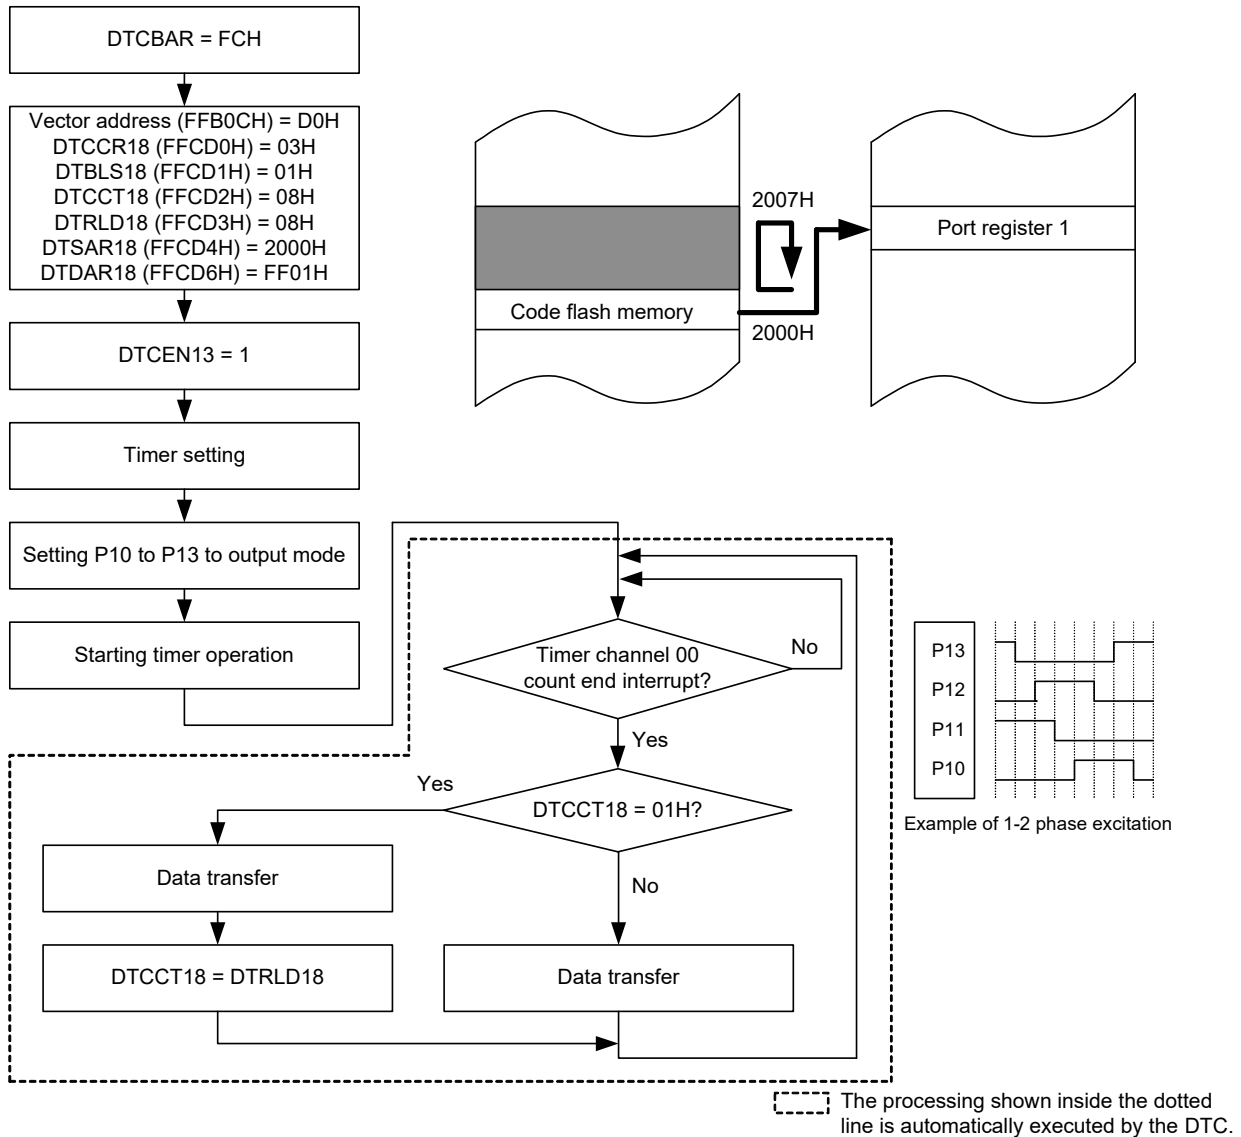 DTCBAR = FCH
Vector address (FFB0CH) = D0H
DTCCR18 (FFCD0H) = 03H
DTBLS18 (FFCD1H) = 01H
DTCCT18 (FFCD2H) = 08H
DTRLD18 (FFCD3H) = 08H
DTSAR18 (FFCD4H) = 2000H
DTDAR18 (FFCD6H) = FF01H
DTCEN13 = 1
Timer setting
Setting P10 to P13 to output mode
Starting timer operation
2007H
Port register 1
Code flash memory
2000H
Timer channel 00
count end interrupt?
No
Yes
DTCCT18 = 01H?
Yes
No
Data transfer
DTCCT18 = DTRLD18
Data transfer
P13
P12
P11
P10
Example of 1-2 phase excitation
The processing shown inside the dotted
line is automatically executed by the DTC.